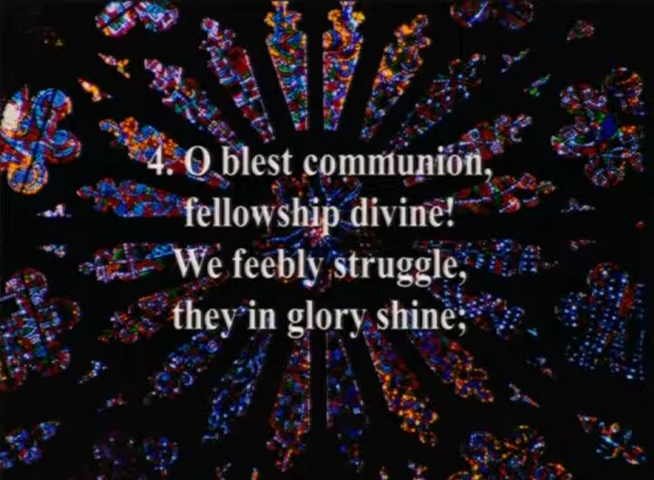 4. O blest communion,
fellowship divine!
We feebly struggle,
they in glory shine;